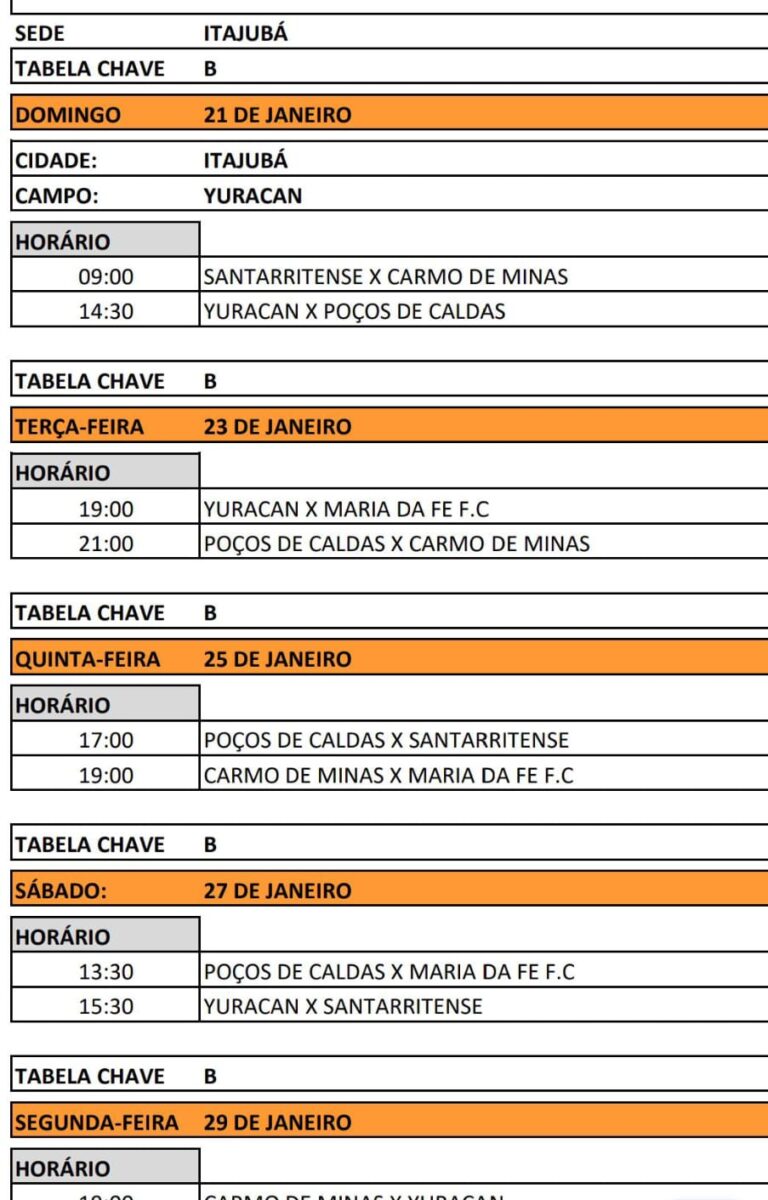 SEDE ITAJUBÁ
TABELA CHAVE B
DOMINGO 21 DE JANEIRO
CIDADE: ITAJUBÁ
CAMPO: YURACAN
HORÁRIO
09:00 SANTARRITENSE X CARMO DE MINAS
14:30 YURACAN X POÇOS DE CALDAS
TABELA CHAVE B
TERÇA-FEIRA 23 DE JANEIRO
HORÁRIO
19:00 YURACAN X MARIA DA FE F.C
21:00 POÇOS DE CALDAS X CARMO DE MINAS
TABELA CHAVE B
QUINTA-FEIRA 25 DE JANEIRO
HORÁRIO
17:00 POÇOS DE CALDAS X SANTARRITENSE
19:00 CARMO DE MINAS X MARIA DA FE F.C
TABELA CHAVE B
SÁBADO: 27 DE JANEIRO
HORÁRIO
13:30 POÇOS DE CALDAS X MARIA DA FE F.C
15:30 YURACAN X SANTARRITENSE
TABELA CHAVE B
SEGUNDA-FEIRA 29 DE JANEIRO
HORÁRIO
CARMO DE MINAS X YURACAN